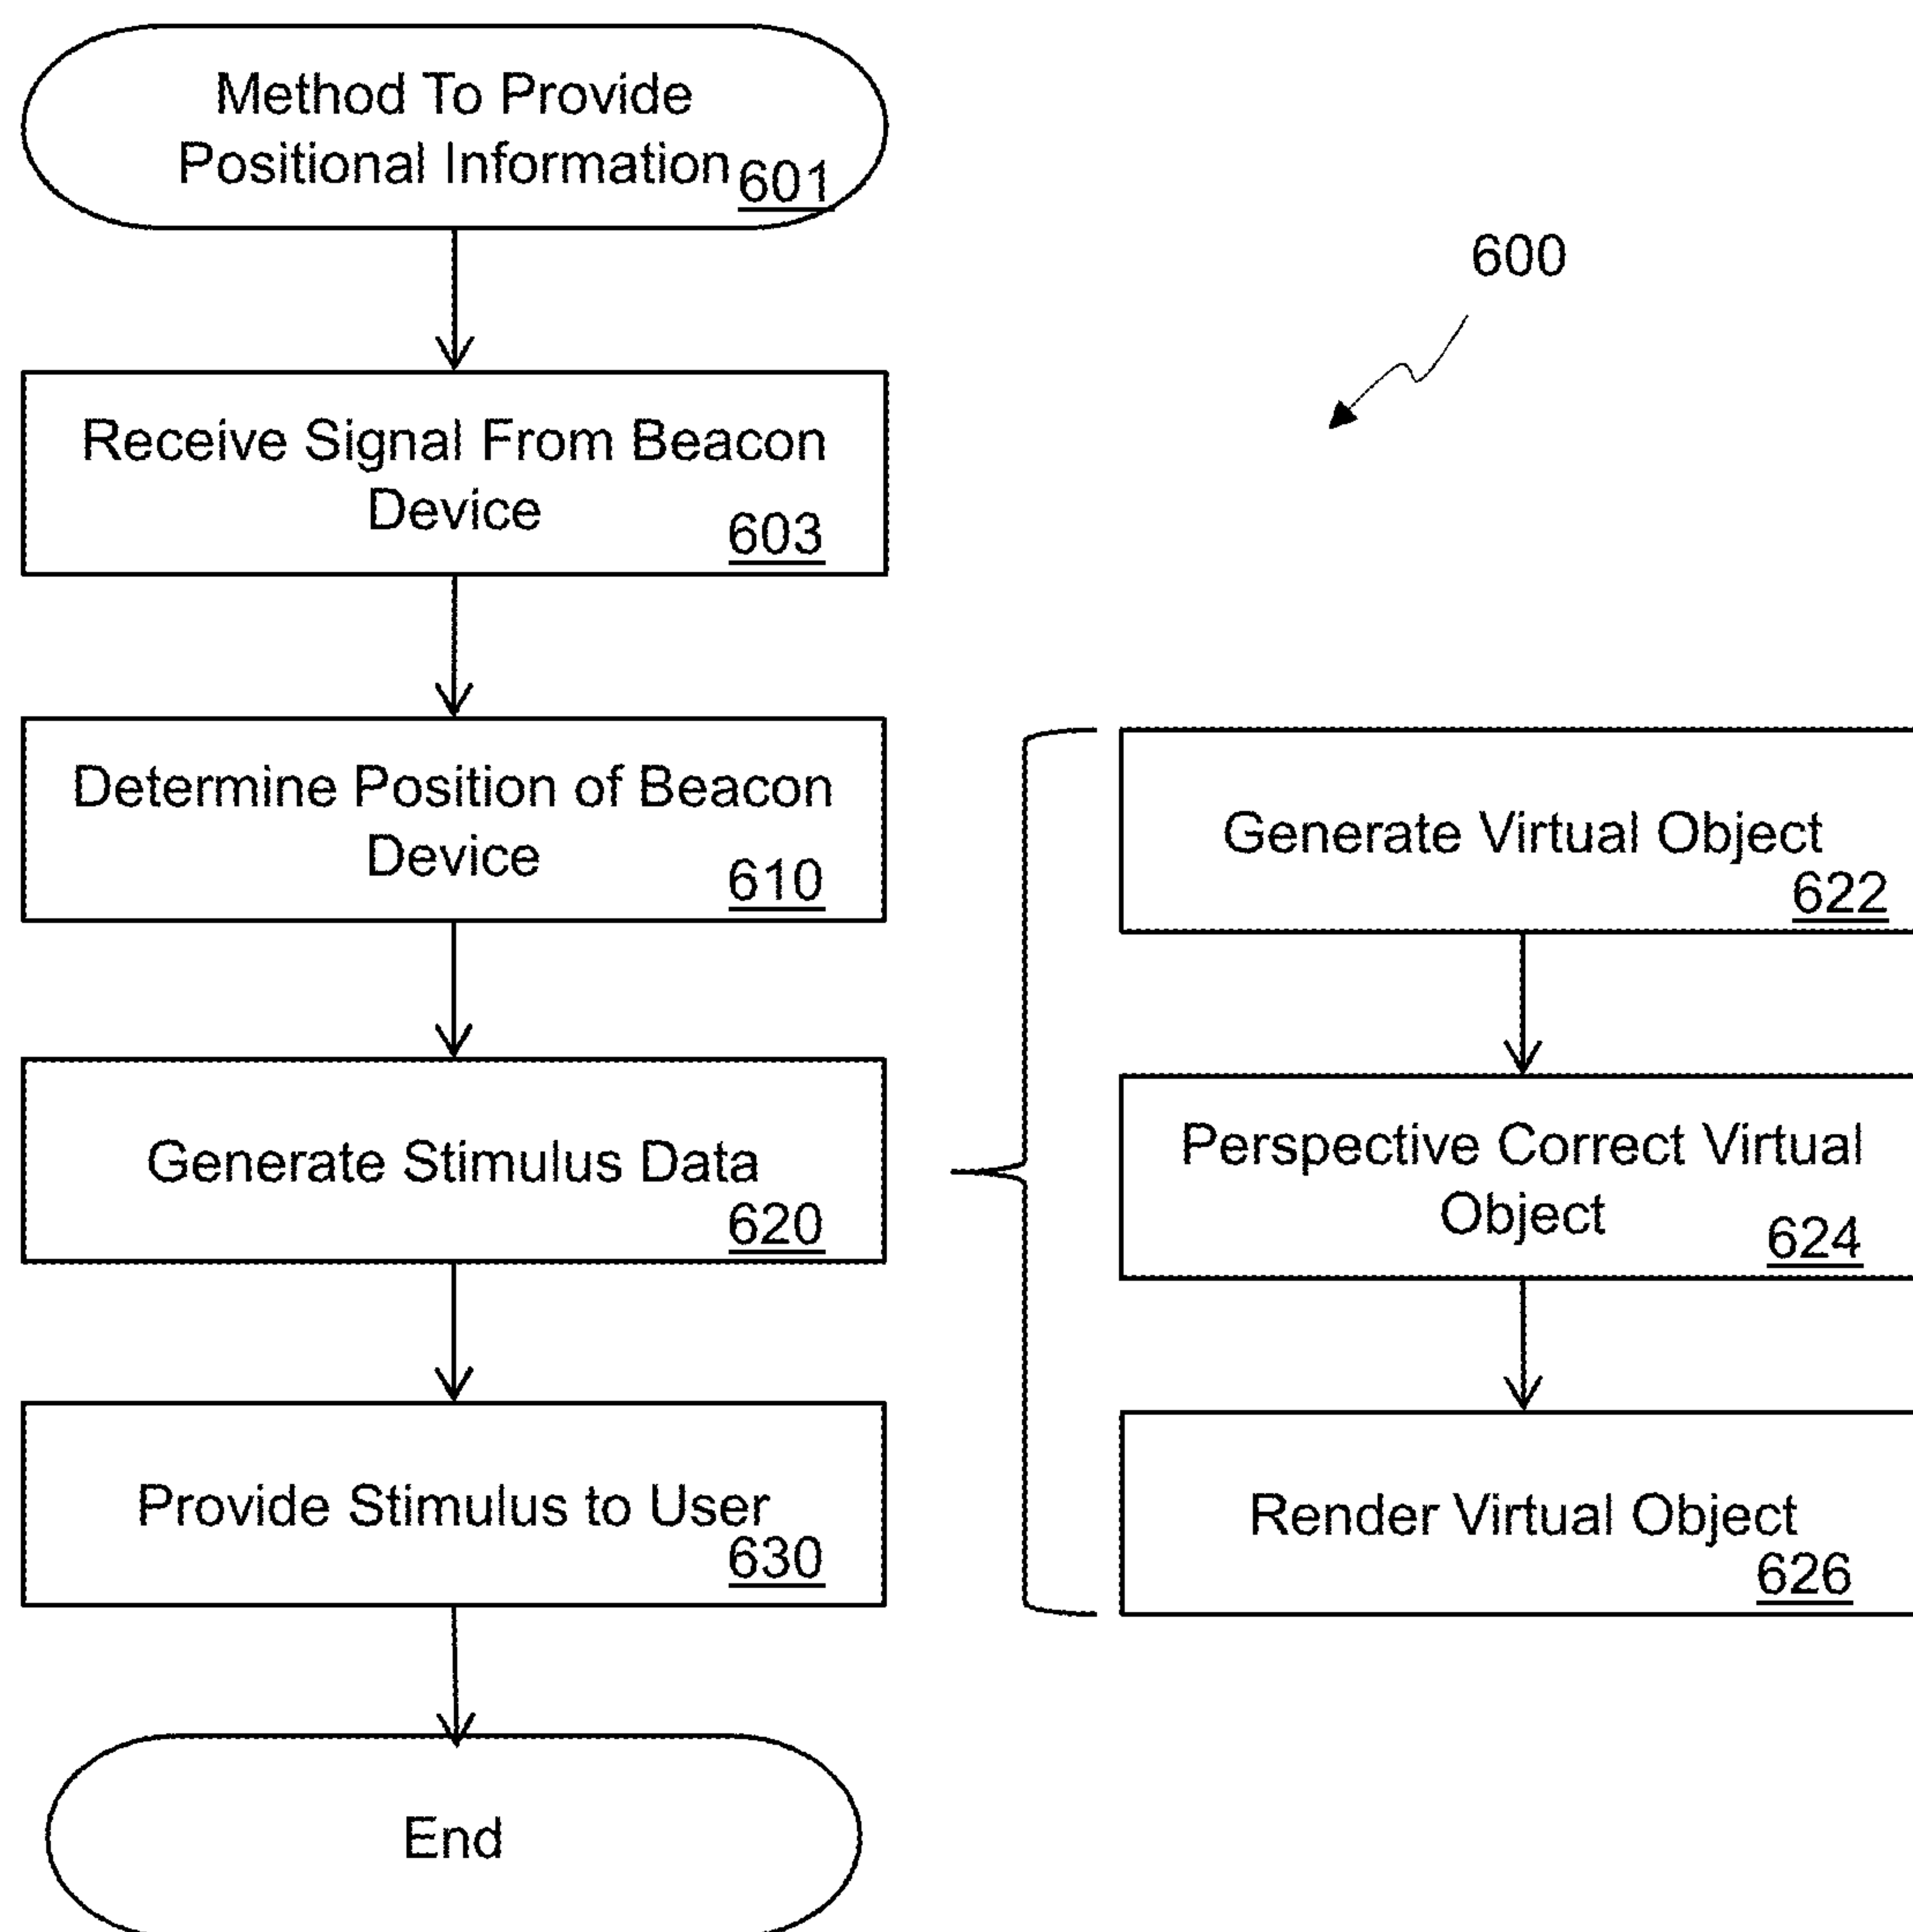 Method To Provide
Positional Information 601
600
Receive Signal From Beacon
Device 603
Determine Position of Beacon
Device 610
Generate Stimulus Data
620
Provide Stimulus to User
630
End
Generate Virtual Object
622
Perspective Correct Virtual
Object 624
Render Virtual Object
626